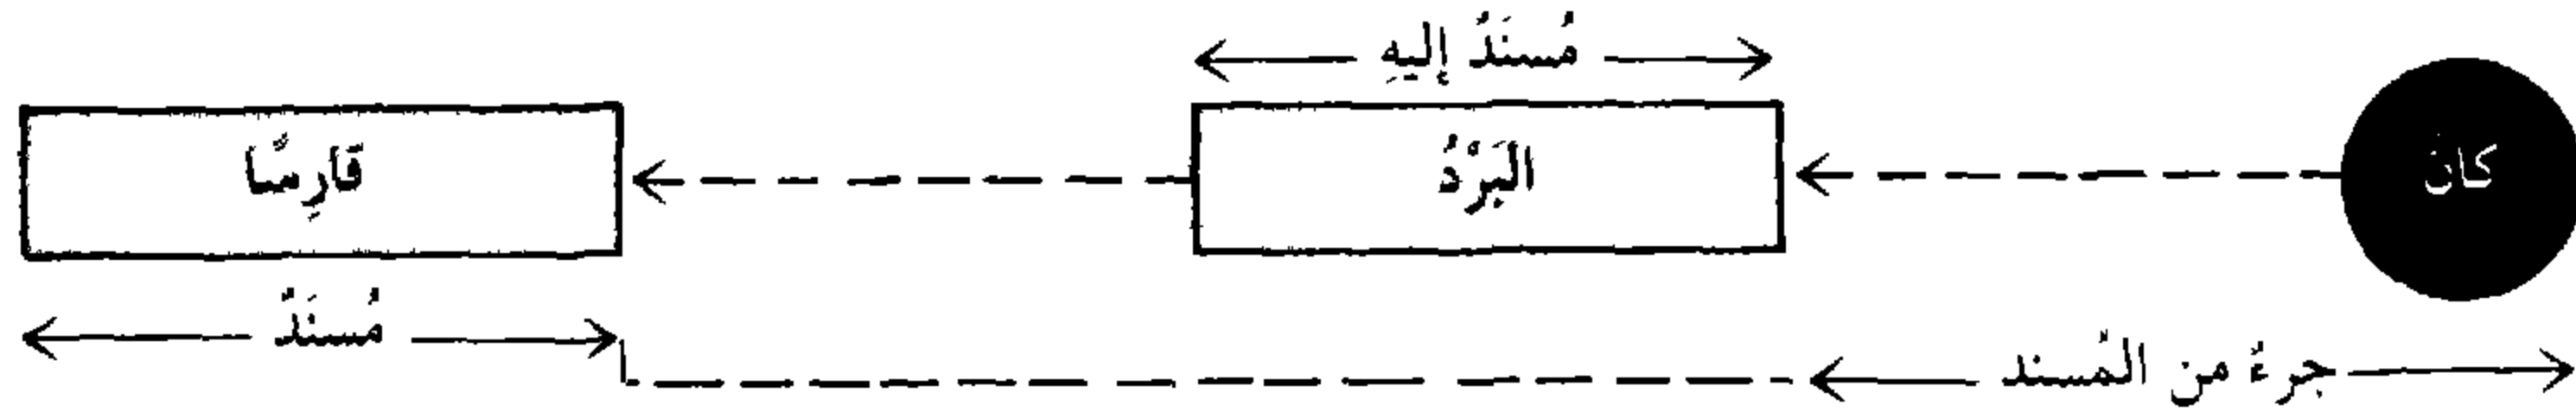 مُسنَدٌ إليهِ
كان البَرْدُ قارِسًا
مُسنَدٌ
جزءٌ من المُسند